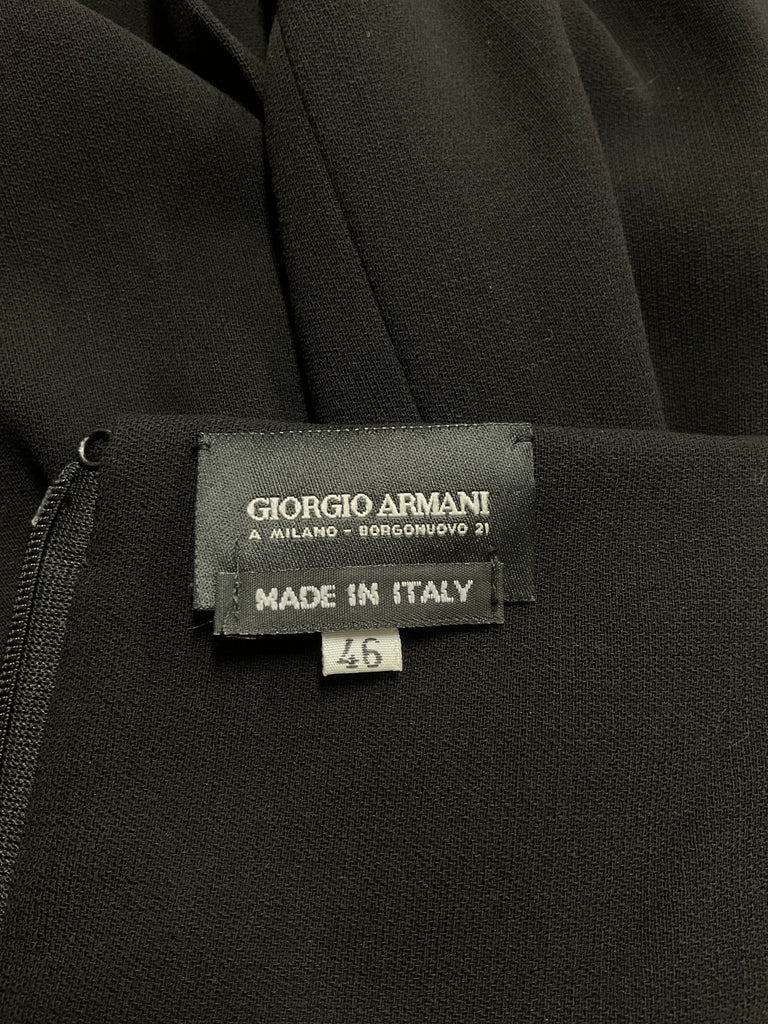 GIORGIO ARMANI
A MILANO - BORGONUOVO 21
MADE IN ITALY
46